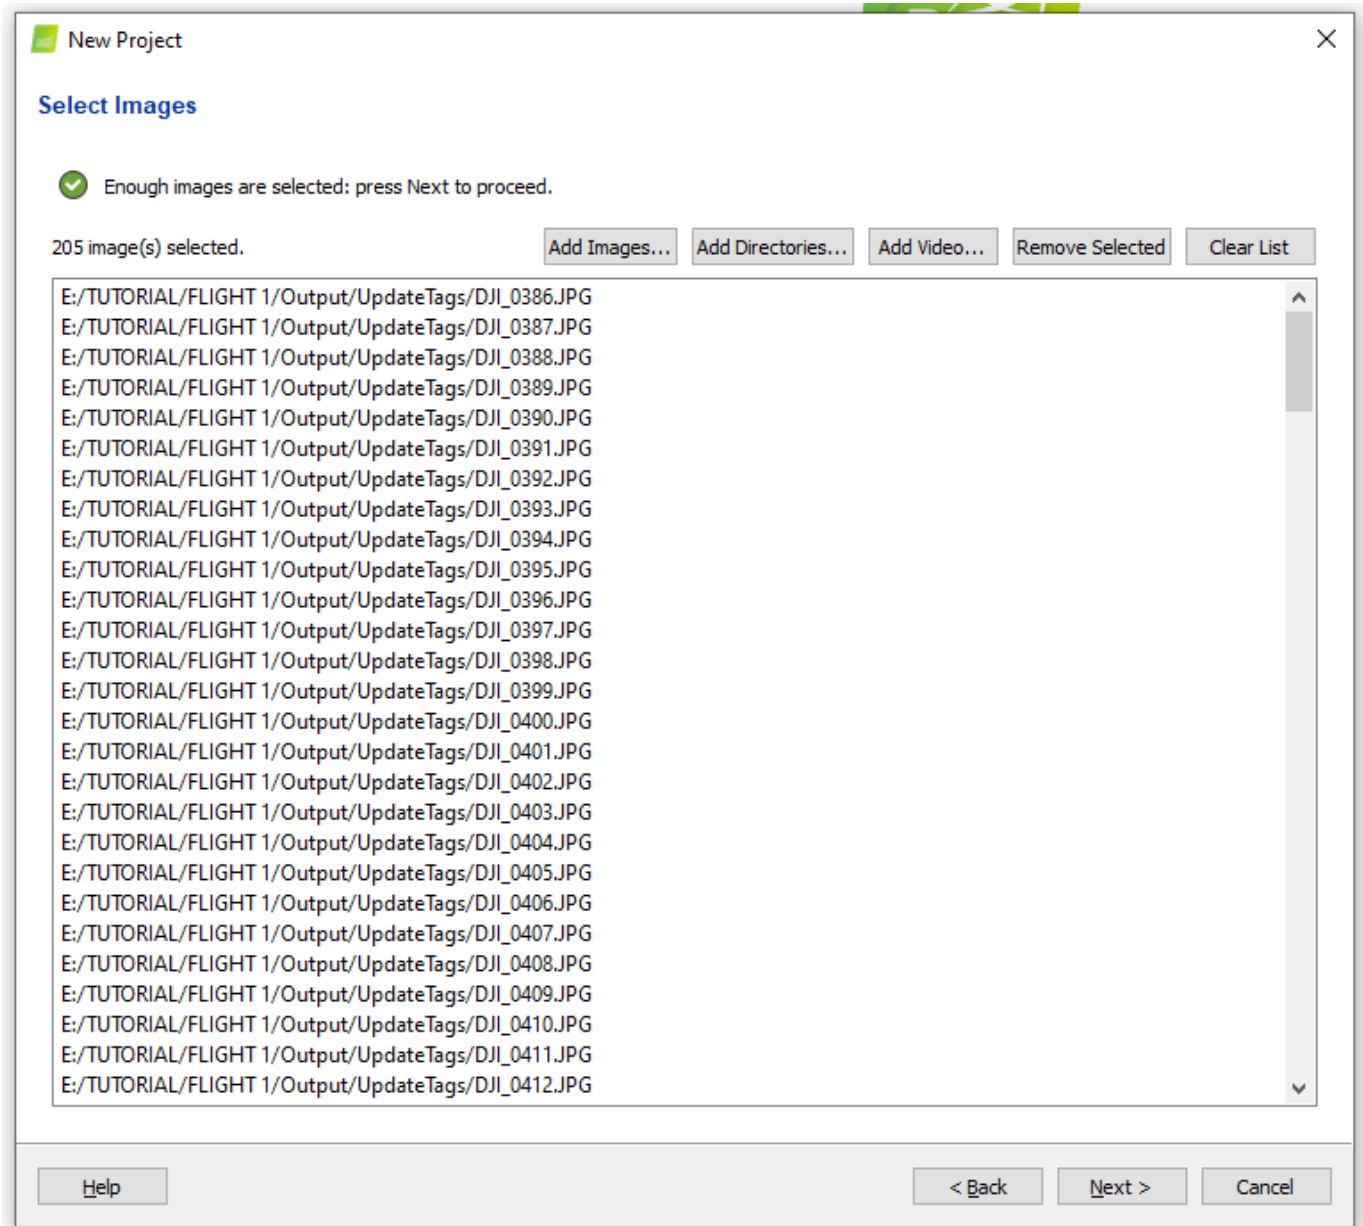 New Project
Select Images
Enough images are selected: press Next to proceed.
205 image(s) selected. Add Images... Add Directories... Add Video... Remove Selected Clear List
E:/TUTORIAL/FLIGHT 1/Output/UpdateTags/DJI_0386.JPG
E:/TUTORIAL/FLIGHT 1/Output/UpdateTags/DJI_0387.JPG
E:/TUTORIAL/FLIGHT 1/Output/UpdateTags/DJI_0388.JPG
E:/TUTORIAL/FLIGHT 1/Output/UpdateTags/DJI_0389.JPG
E:/TUTORIAL/FLIGHT 1/Output/UpdateTags/DJI_0390.JPG
E:/TUTORIAL/FLIGHT 1/Output/UpdateTags/DJI_0391.JPG
E:/TUTORIAL/FLIGHT 1/Output/UpdateTags/DJI_0392.JPG
E:/TUTORIAL/FLIGHT 1/Output/UpdateTags/DJI_0393.JPG
E:/TUTORIAL/FLIGHT 1/Output/UpdateTags/DJI_0394.JPG
E:/TUTORIAL/FLIGHT 1/Output/UpdateTags/DJI_0395.JPG
E:/TUTORIAL/FLIGHT 1/Output/UpdateTags/DJI_0396.JPG
E:/TUTORIAL/FLIGHT 1/Output/UpdateTags/DJI_0397.JPG
E:/TUTORIAL/FLIGHT 1/Output/UpdateTags/DJI_0398.JPG
E:/TUTORIAL/FLIGHT 1/Output/UpdateTags/DJI_0399.JPG
E:/TUTORIAL/FLIGHT 1/Output/UpdateTags/DJI_0400.JPG
E:/TUTORIAL/FLIGHT 1/Output/UpdateTags/DJI_0401.JPG
E:/TUTORIAL/FLIGHT 1/Output/UpdateTags/DJI_0402.JPG
E:/TUTORIAL/FLIGHT 1/Output/UpdateTags/DJI_0403.JPG
E:/TUTORIAL/FLIGHT 1/Output/UpdateTags/DJI_0404.JPG
E:/TUTORIAL/FLIGHT 1/Output/UpdateTags/DJI_0405.JPG
E:/TUTORIAL/FLIGHT 1/Output/UpdateTags/DJI_0406.JPG
E:/TUTORIAL/FLIGHT 1/Output/UpdateTags/DJI_0407.JPG
E:/TUTORIAL/FLIGHT 1/Output/UpdateTags/DJI_0408.JPG
E:/TUTORIAL/FLIGHT 1/Output/UpdateTags/DJI_0409.JPG
E:/TUTORIAL/FLIGHT 1/Output/UpdateTags/DJI_0410.JPG
E:/TUTORIAL/FLIGHT 1/Output/UpdateTags/DJI_0411.JPG
E:/TUTORIAL/FLIGHT 1/Output/UpdateTags/DJI_0412.JPG
Help < Back Next > Cancel